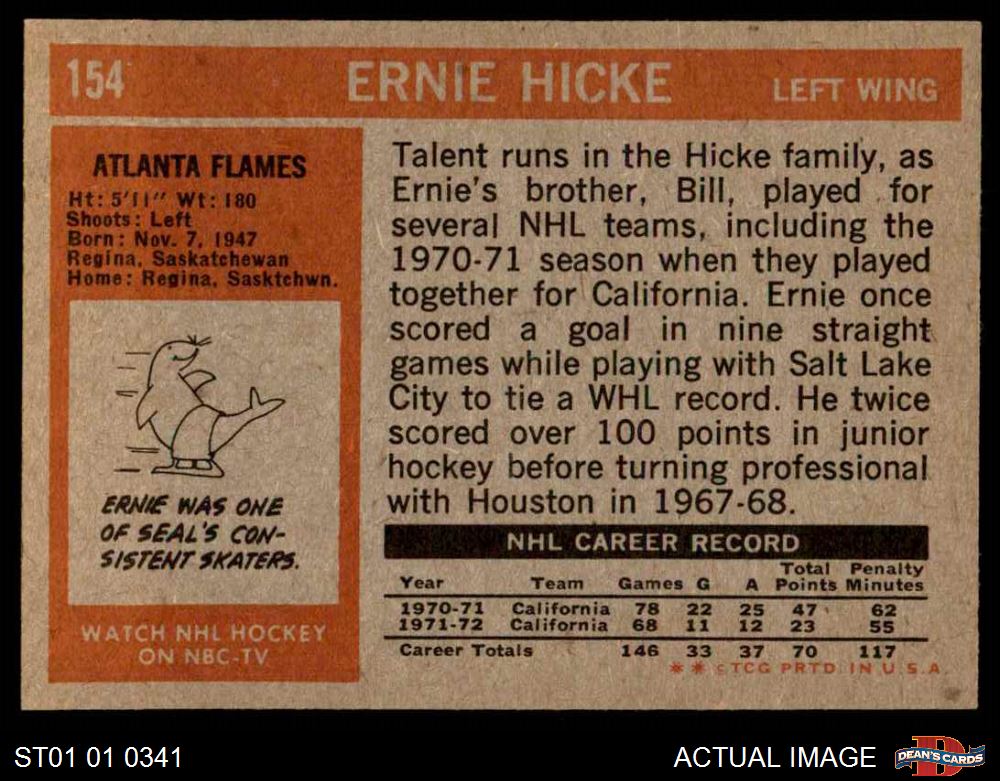 154 ERNIE HICKE LEFT WING
ATLANTA FLAMES
Ht: 5'11" Wt: 180
Shoots: Left
Born: Nov. 7, 1947
Regina, Saskatchewan
Home: Regina, Sasktchwn.
ERNIE WAS ONE
OF SEAL'S CON-
SISTENT SKATERS.
WATCH NHL HOCKEY
ON NBC-TV
Talent runs in the Hicke family, as
Ernie's brother, Bill, played for
several NHL teams, including the
1970-71 season when they played
together for California. Ernie once
scored a goal in nine straight
games while playing with Salt Lake
City to tie a WHL record. He twice
scored over 100 points in junior
hockey before turning professional
with Houston in 1967-68.
NHL CAREER RECORD
Year Team Games G A Total Points Penalty Minutes
1970-71 California 78 22 25 47 62
1971-72 California 68 11 12 23 55
Career Totals 146 33 37 70 117
** ©TCG PRTD IN U.S.A.
ST01 01 0341
ACTUAL IMAGE
DEAN'S CARDS